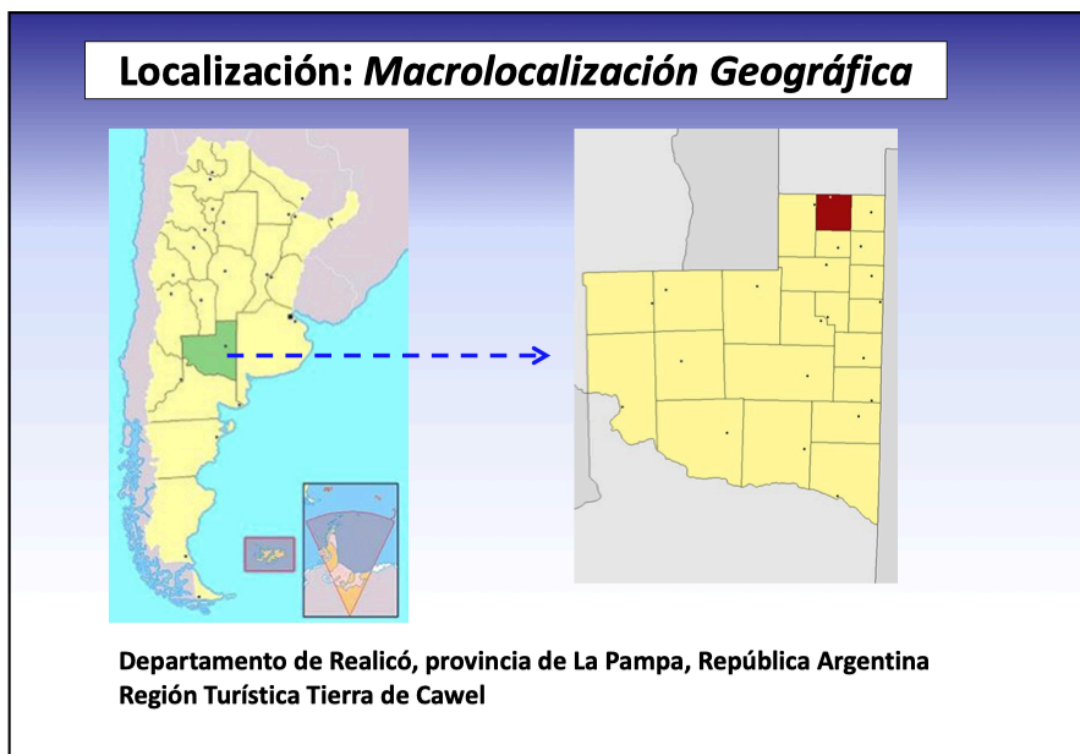 Localización: Macrolocalización Geográfica
Departamento de Realicó, provincia de La Pampa, República Argentina
Región Turística Tierra de Cawel